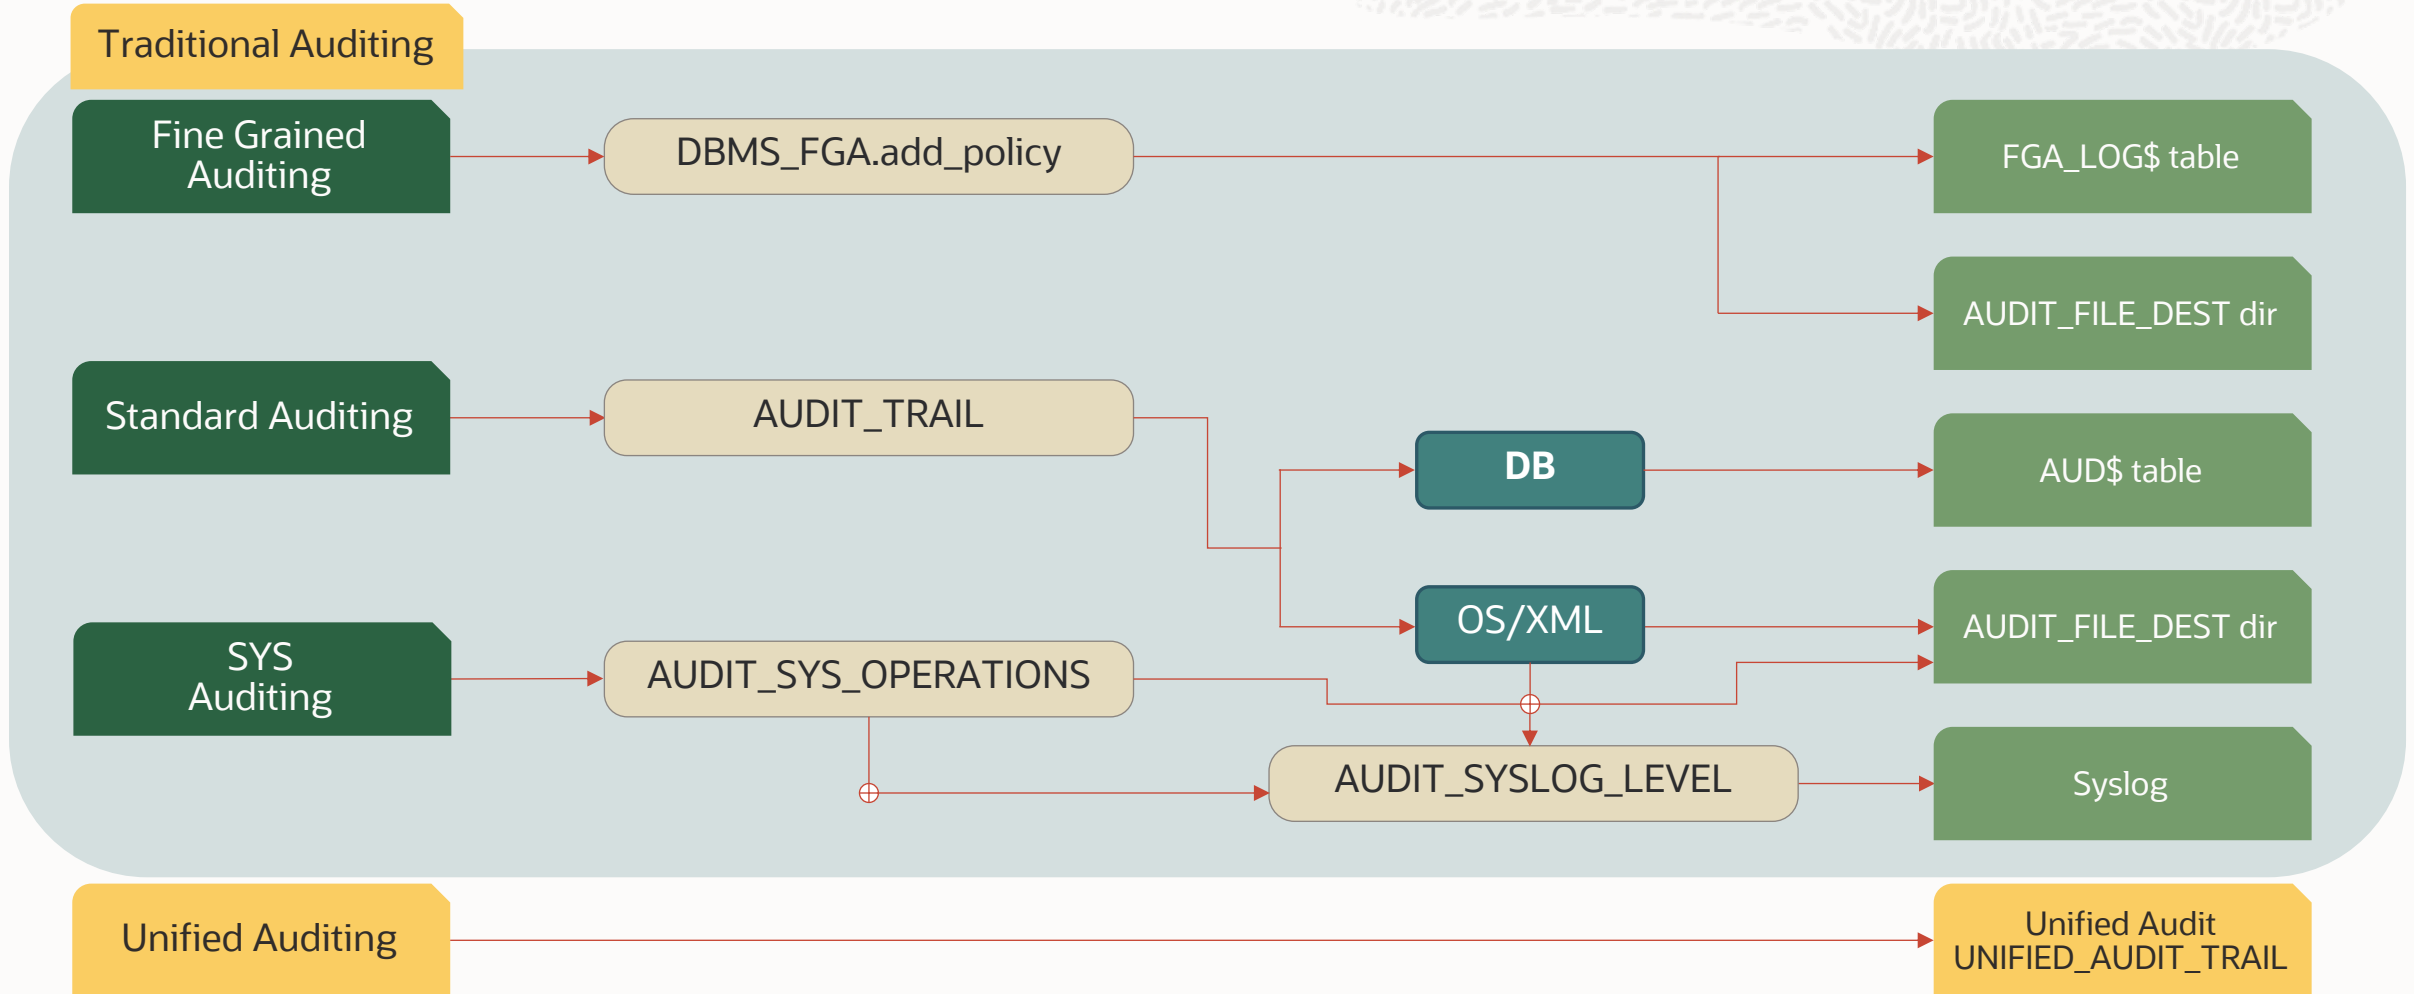 Traditional Auditing
Fine Grained
Auditing
DBMS_FGA.add_policy
FGA_LOG$ table
AUDIT_FILE_DEST dir
Standard Auditing
AUDIT_TRAIL
DB
AUD$ table
OS/XML
AUDIT_FILE_DEST dir
SYS
Auditing
AUDIT_SYS_OPERATIONS
AUDIT_SYSLOG_LEVEL
Syslog
Unified Auditing
Unified Audit
UNIFIED_AUDIT_TRAIL